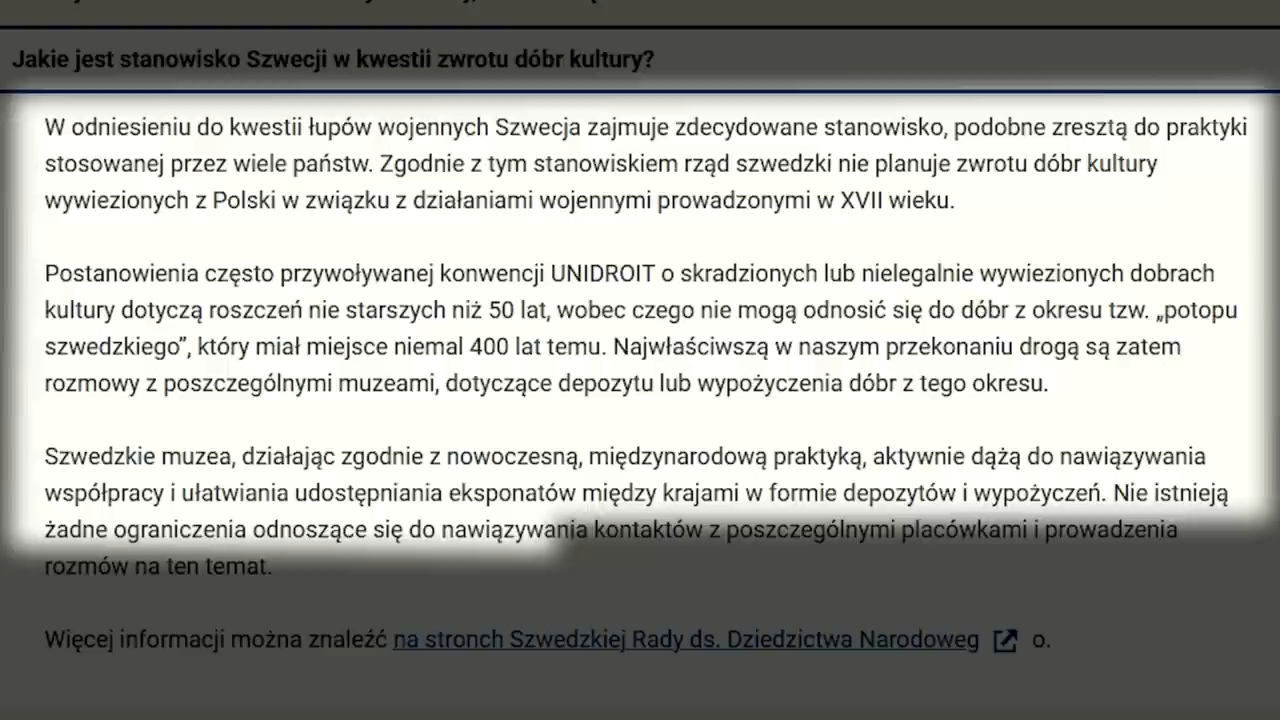 Jakie jest stanowisko Szwecji w kwestii zwrotu dóbr kultury?
W odniesieniu do kwestii łupów wojennych Szwecja zajmuje zdecydowane stanowisko, podobne zresztą do praktyki
stosowanej przez wiele państw. Zgodnie z tym stanowiskiem rząd szwedzki nie planuje zwrotu dóbr kultury
wywiezionych z Polski w związku z działaniami wojennymi prowadzonymi w XVII wieku.
Postanowienia często przywoływanej konwencji UNIDROIT o skradzionych lub nielegalnie wywiezionych dobrach
kultury dotyczą roszczeń nie starszych niż 50 lat, wobec czego nie mogą odnosić się do dóbr z okresu tzw. „potopu
szwedzkiego”, który miał miejsce niemal 400 lat temu. Najwłaściwszą w naszym przekonaniu drogą są zatem
rozmowy z poszczególnymi muzeami, dotyczące depozytu lub wypożyczenia dóbr z tego okresu.
Szwedzkie muzea, działając zgodnie z nowoczesną, międzynarodową praktyką, aktywnie dążą do nawiązywania
współpracy i ułatwiania udostępniania eksponatów między krajami w formie depozytów i wypożyczeń. Nie istnieją
żadne ograniczenia odnoszące się do nawiązywania kontaktów z poszczególnymi placówkami i prowadzenia
rozmów na ten temat.
Więcej informacji można znaleźć na stronch Szwedzkiej Rady ds. Dziedzictwa Narodoweg o.